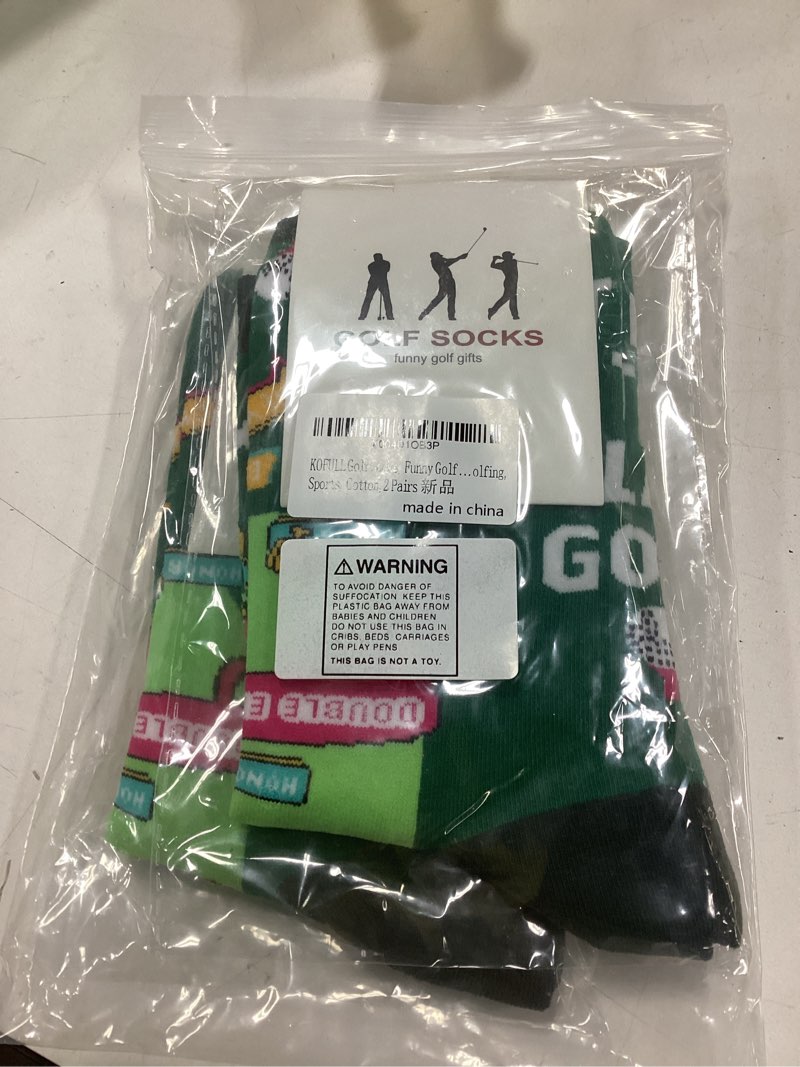 GOLF SOCKS
funny golf gifts
KOFULL Golf Funny Golf...olfing,
Sports Cotton 2 Pairs 新品
made in china
GO
WARNING
TO AVOID DANGER OF
SUFFOCATION KEEP THIS
PLASTIC BAG AWAY FROM
BABIES AND CHILDREN
DO NOT USE THIS BAG IN
CRIBS, BEDS, CARRIAGES
OR PLAY PENS
THIS BAG IS NOT A TOY.
DOUBLE